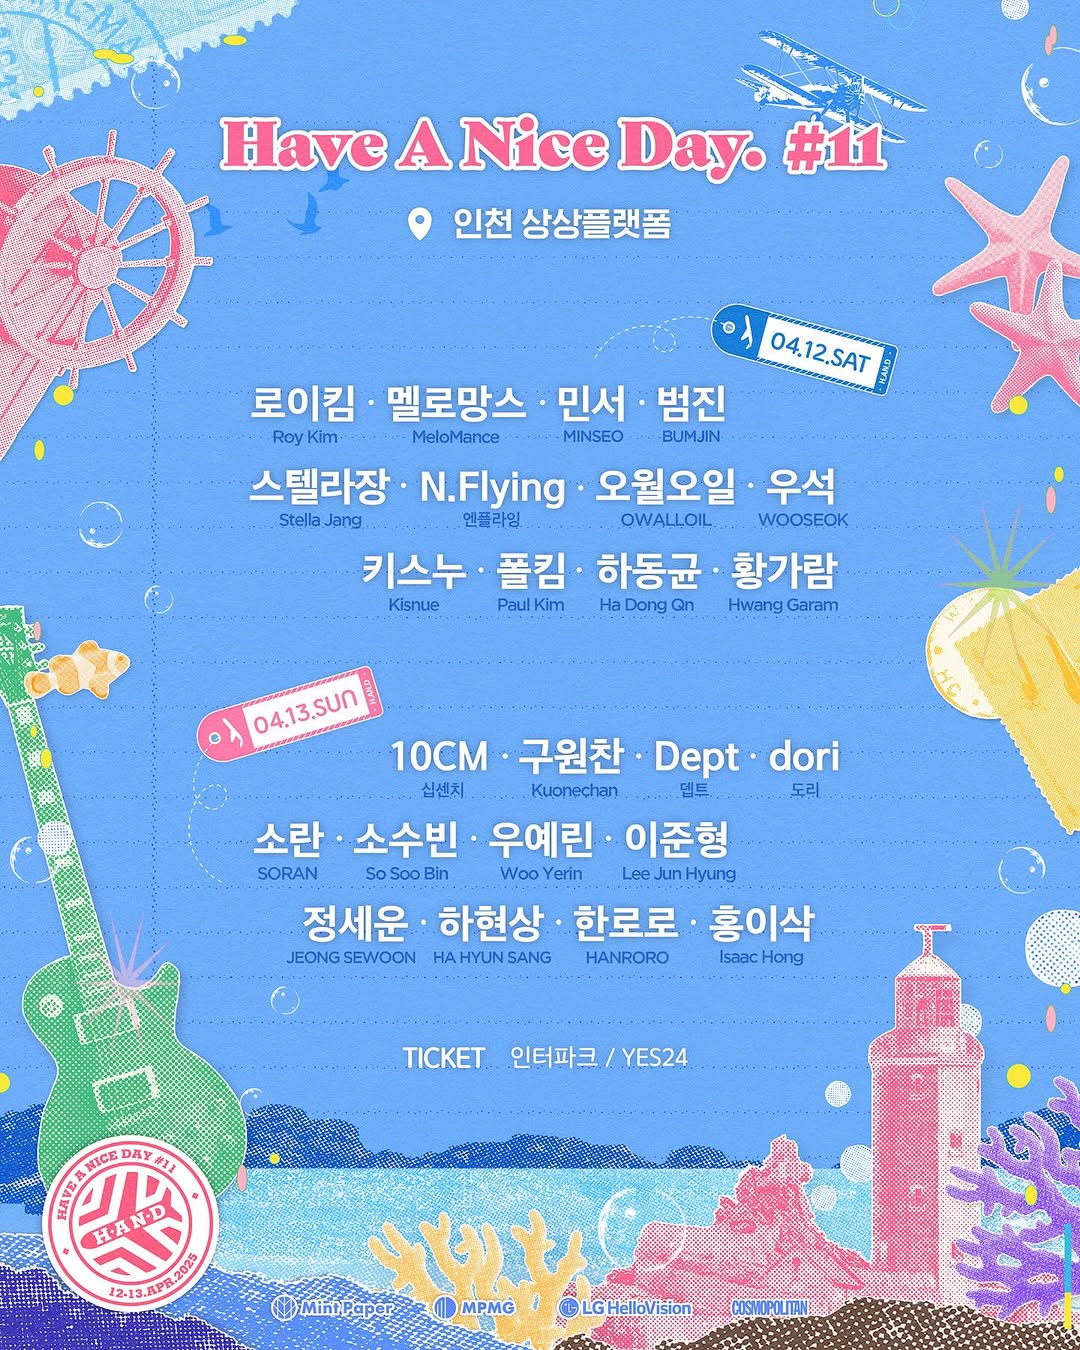 Have A Nice Day. #11
인천 상상플랫폼
04.12.SAT
H.AN.D
로이킴 · 멜로망스 · 민서 · 범진
Roy Kim MeloMance MINSEO BUMJIN
스텔라장 · N.Flying · 오월오일 · 우석
Stella Jang 엔플라잉 OWALLOIL WOOSEOK
키스누 · 폴킴 · 하동균 · 황가람
Kisnue Paul Kim Ha Dong Qn Hwang Garam
04.13.SUN
H.AN.D
10CM · 구원찬 · Dept · dori
십센치 Kuonechan 뎁트 도리
소란 · 소수빈 · 우예린 · 이준형
SORAN So Soo Bin Woo Yerin Lee Jun Hyung
정세운 · 하현상 · 한로로 · 홍이삭
JEONG SEWOON HA HYUN SANG HANRORO Isaac Hong
TICKET 인터파크 / YES24
HAVE A NICE DAY #11
H·A·N·D
12-13.APR.2025
Mint Paper MPMG LG HelloVision COSMOPOLITAN